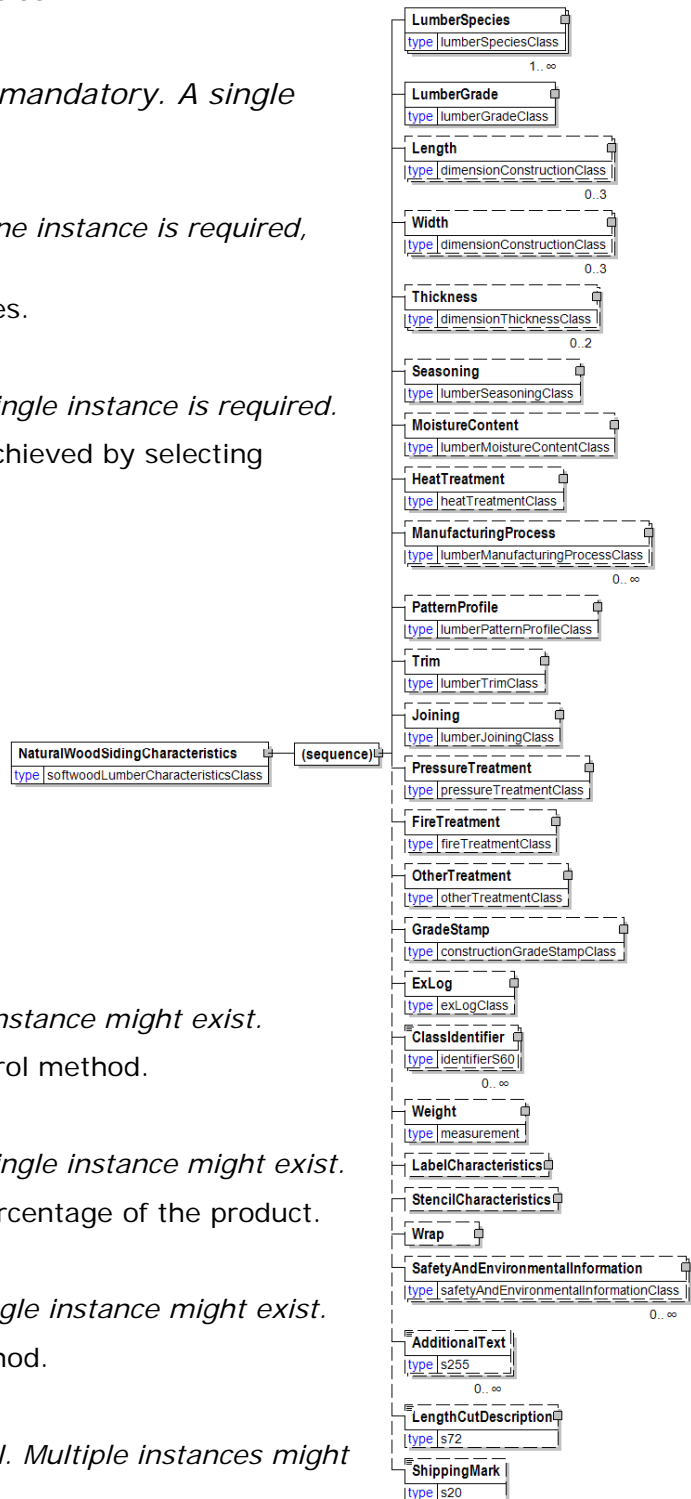 mandatory. A single
ne instance is required,
es.
ingle instance is required.
chieved by selecting
nstance might exist.
rol method.
ingle instance might exist.
rcentage of the product.
gle instance might exist.
nod.
l. Multiple instances might
NaturalWoodSidingCharacteristics
type softwoodLumberCharacteristicsClass
(sequence)
LumberSpecies
type lumberSpeciesClass
1.. ∞
LumberGrade
type lumberGradeClass
Length
type dimensionConstructionClass
0..3
Width
type dimensionConstructionClass
0..3
Thickness
type dimensionThicknessClass
0..2
Seasoning
type lumberSeasoningClass
MoistureContent
type lumberMoistureContentClass
HeatTreatment
type heatTreatmentClass
ManufacturingProcess
type lumberManufacturingProcessClass
0.. ∞
PatternProfile
type lumberPatternProfileClass
Trim
type lumberTrimClass
Joining
type lumberJoiningClass
PressureTreatment
type pressureTreatmentClass
FireTreatment
type fireTreatmentClass
OtherTreatment
type otherTreatmentClass
GradeStamp
type constructionGradeStampClass
ExLog
type exLogClass
ClassIdentifier
type identifierS60
0.. ∞
Weight
type measurement
LabelCharacteristics
StencilCharacteristics
Wrap
SafetyAndEnvironmentalInformation
type safetyAndEnvironmentalInformationClass
0.. ∞
AdditionalText
type s255
0.. ∞
LengthCutDescription
type s72
ShippingMark
type s20